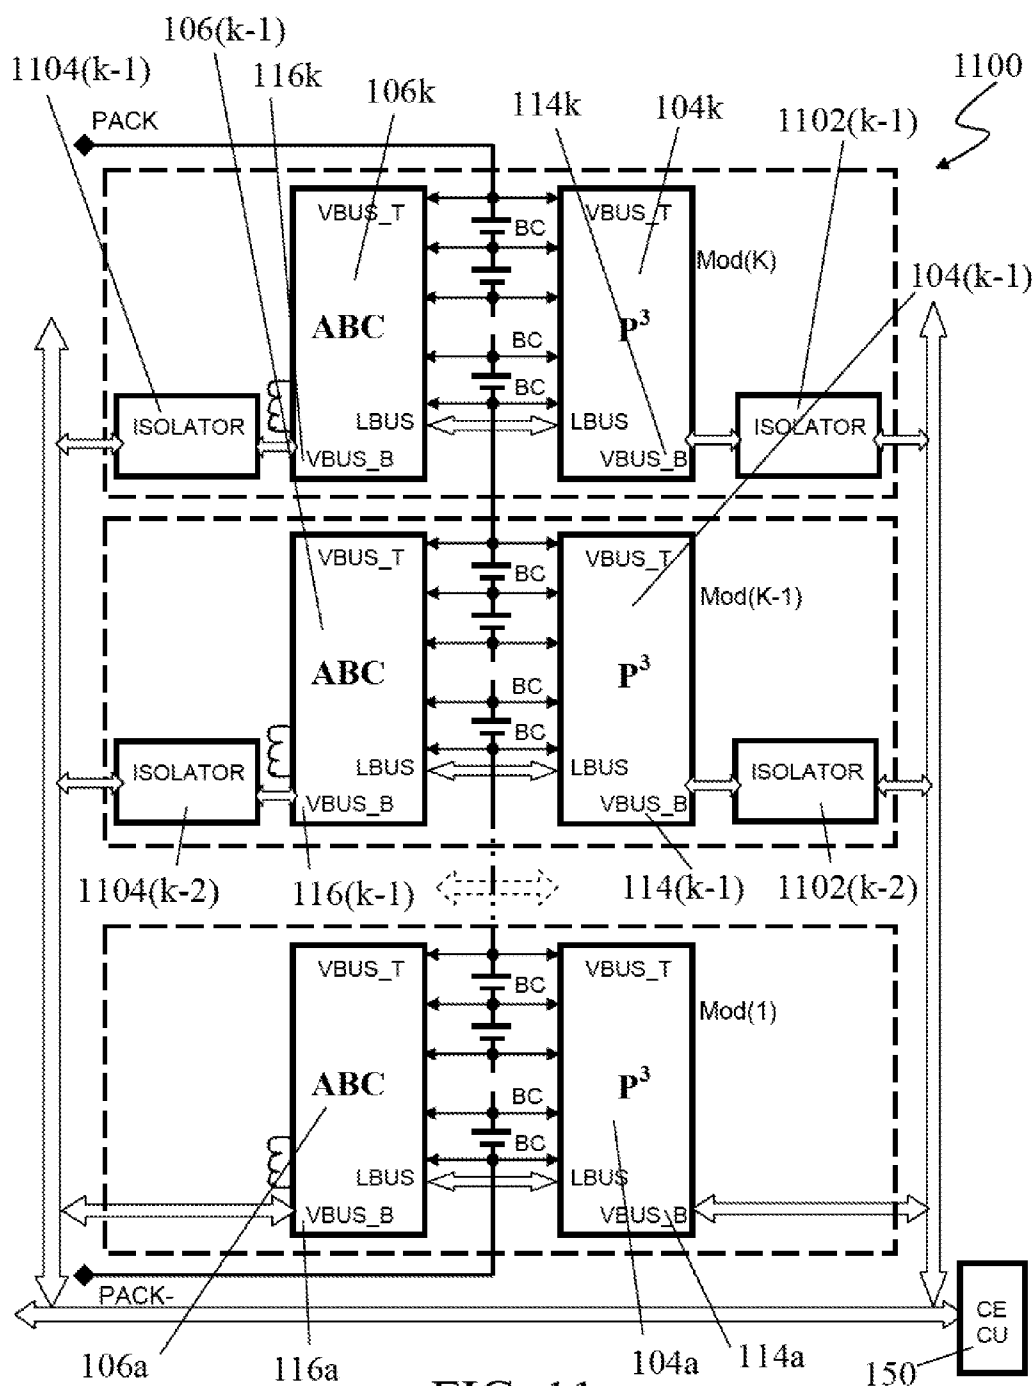 106(k-1)
1104(k-1)
116k
106k
114k
104k
1102(k-1)
1100
PACK
VBUS_T
BC
VBUS_T
Mod(K)
104(k-1)
ABC
BC
P³
BC
ISOLATOR
LBUS
LBUS
ISOLATOR
VBUS_B
VBUS_B
VBUS_T
BC
VBUS_T
Mod(K-1)
ABC
BC
P³
BC
ISOLATOR
LBUS
LBUS
ISOLATOR
VBUS_B
VBUS_B
1104(k-2)
116(k-1)
114(k-1)
1102(k-2)
VBUS_T
BC
VBUS_T
Mod(1)
ABC
BC
P³
BC
LBUS
LBUS
VBUS_B
VBUS_B
PACK-
CE
CU
106a
116a
104a
114a
150